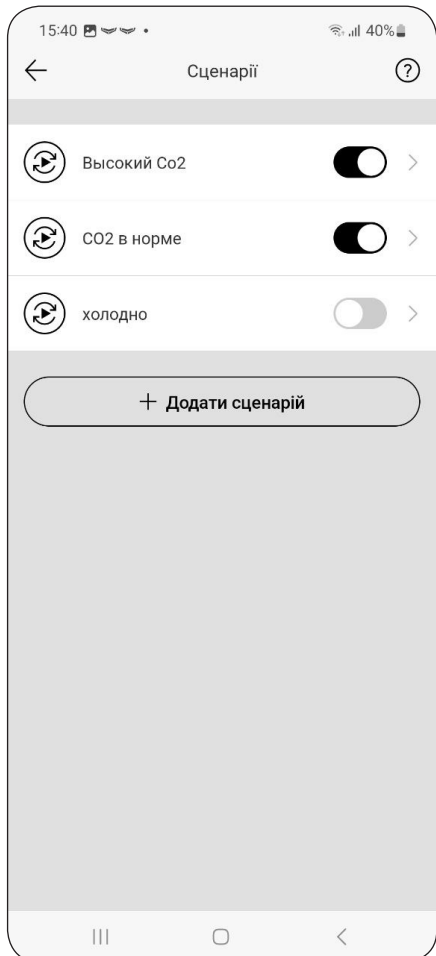 15:40 40%
Сценарії ?
Высокий Co2
CO2 в норме
холодно
+ Додати сценарій